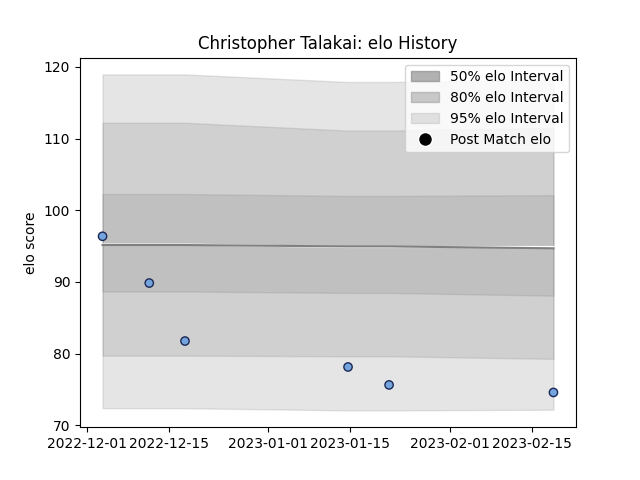 Christopher Talakai: elo History
120
110
100
90
80
70
elo score
50% elo Interval
80% elo Interval
95% elo Interval
Post Match elo
2022-12-01 2022-12-15 2023-01-01 2023-01-15 2023-02-01 2023-02-15